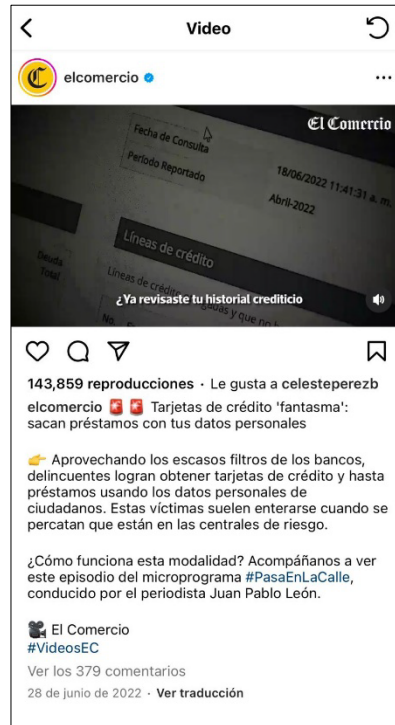 Video
elcomercio
El Comercio
Fecha de Consulta
18/06/2022 11:41:31 a. m.
Período Reportado
Abril-2022
Líneas de crédito
Deuda
Total
Líneas de crédito y que no
No.
¿Ya revisaste tu historial crediticio
143,859 reproducciones · Le gusta a celesteperezb
elcomercio 🚨 🚨 Tarjetas de crédito 'fantasma':
sacan préstamos con tus datos personales
👉 Aprovechando los escasos filtros de los bancos,
delincuentes logran obtener tarjetas de crédito y hasta
préstamos usando los datos personales de
ciudadanos. Estas víctimas suelen enterarse cuando se
percatan que están en las centrales de riesgo.
¿Cómo funciona esta modalidad? Acompáñanos a ver
este episodio del microprograma #PasaEnLaCalle,
conducido por el periodista Juan Pablo León.
🎥 El Comercio
#VideosEC
Ver los 379 comentarios
28 de junio de 2022 · Ver traducción